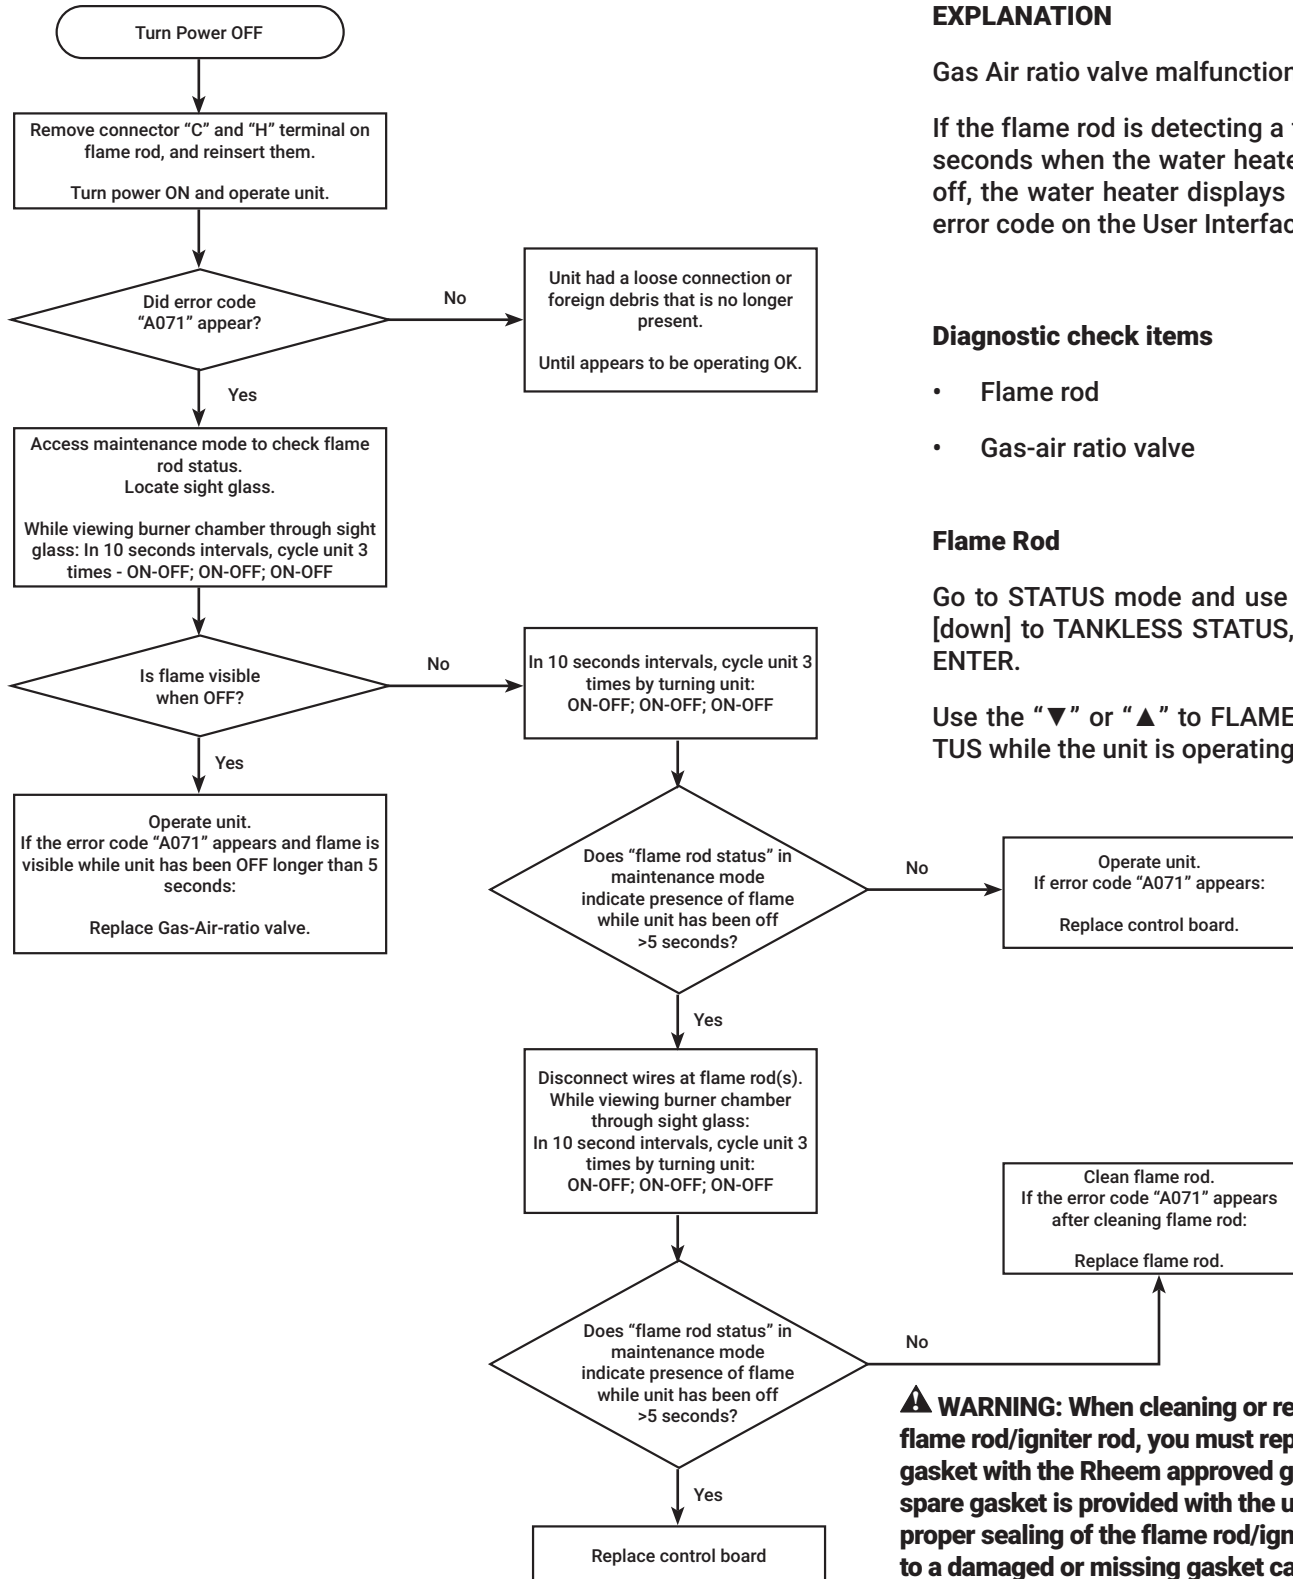 Turn Power OFF
Remove connector “C” and “H” terminal on
flame rod, and reinsert them.
Turn power ON and operate unit.
Did error code
“A071” appear?
No
Unit had a loose connection or
foreign debris that is no longer
present.
Until appears to be operating OK.
Yes
Access maintenance mode to check flame
rod status.
Locate sight glass.
While viewing burner chamber through sight
glass: In 10 seconds intervals, cycle unit 3
times - ON-OFF; ON-OFF; ON-OFF
Is flame visible
when OFF?
No
In 10 seconds intervals, cycle unit 3
times by turning unit:
ON-OFF; ON-OFF; ON-OFF
Yes
Operate unit.
If the error code “A071” appears and flame is
visible while unit has been OFF longer than 5
seconds:
Replace Gas-Air-ratio valve.
Does “flame rod status” in
maintenance mode
indicate presence of flame
while unit has been off
>5 seconds?
No
Operate unit.
If error code “A071” appears:
Replace control board.
Yes
Disconnect wires at flame rod(s).
While viewing burner chamber
through sight glass:
In 10 second intervals, cycle unit 3
times by turning unit:
ON-OFF; ON-OFF; ON-OFF
Does “flame rod status” in
maintenance mode
indicate presence of flame
while unit has been off
>5 seconds?
No
Clean flame rod.
If the error code “A071” appears
after cleaning flame rod:
Replace flame rod.
Yes
Replace control board
EXPLANATION
Gas Air ratio valve malfunction
If the flame rod is detecting a
seconds when the water
off, the water heater displays
error code on the User
Diagnostic check items
• Flame rod
• Gas-air ratio valve
Flame Rod
Go to STATUS mode and use
[down] to TANKLESS STATUS,
ENTER.
Use the “▼” or “▲” to FLAME
TUS while the unit is operating
WARNING: When cleaning or
flame rod/igniter rod, you must
gasket with the Rheem approved
spare gasket is provided with the
proper sealing of the flame
to a damaged or missing gasket